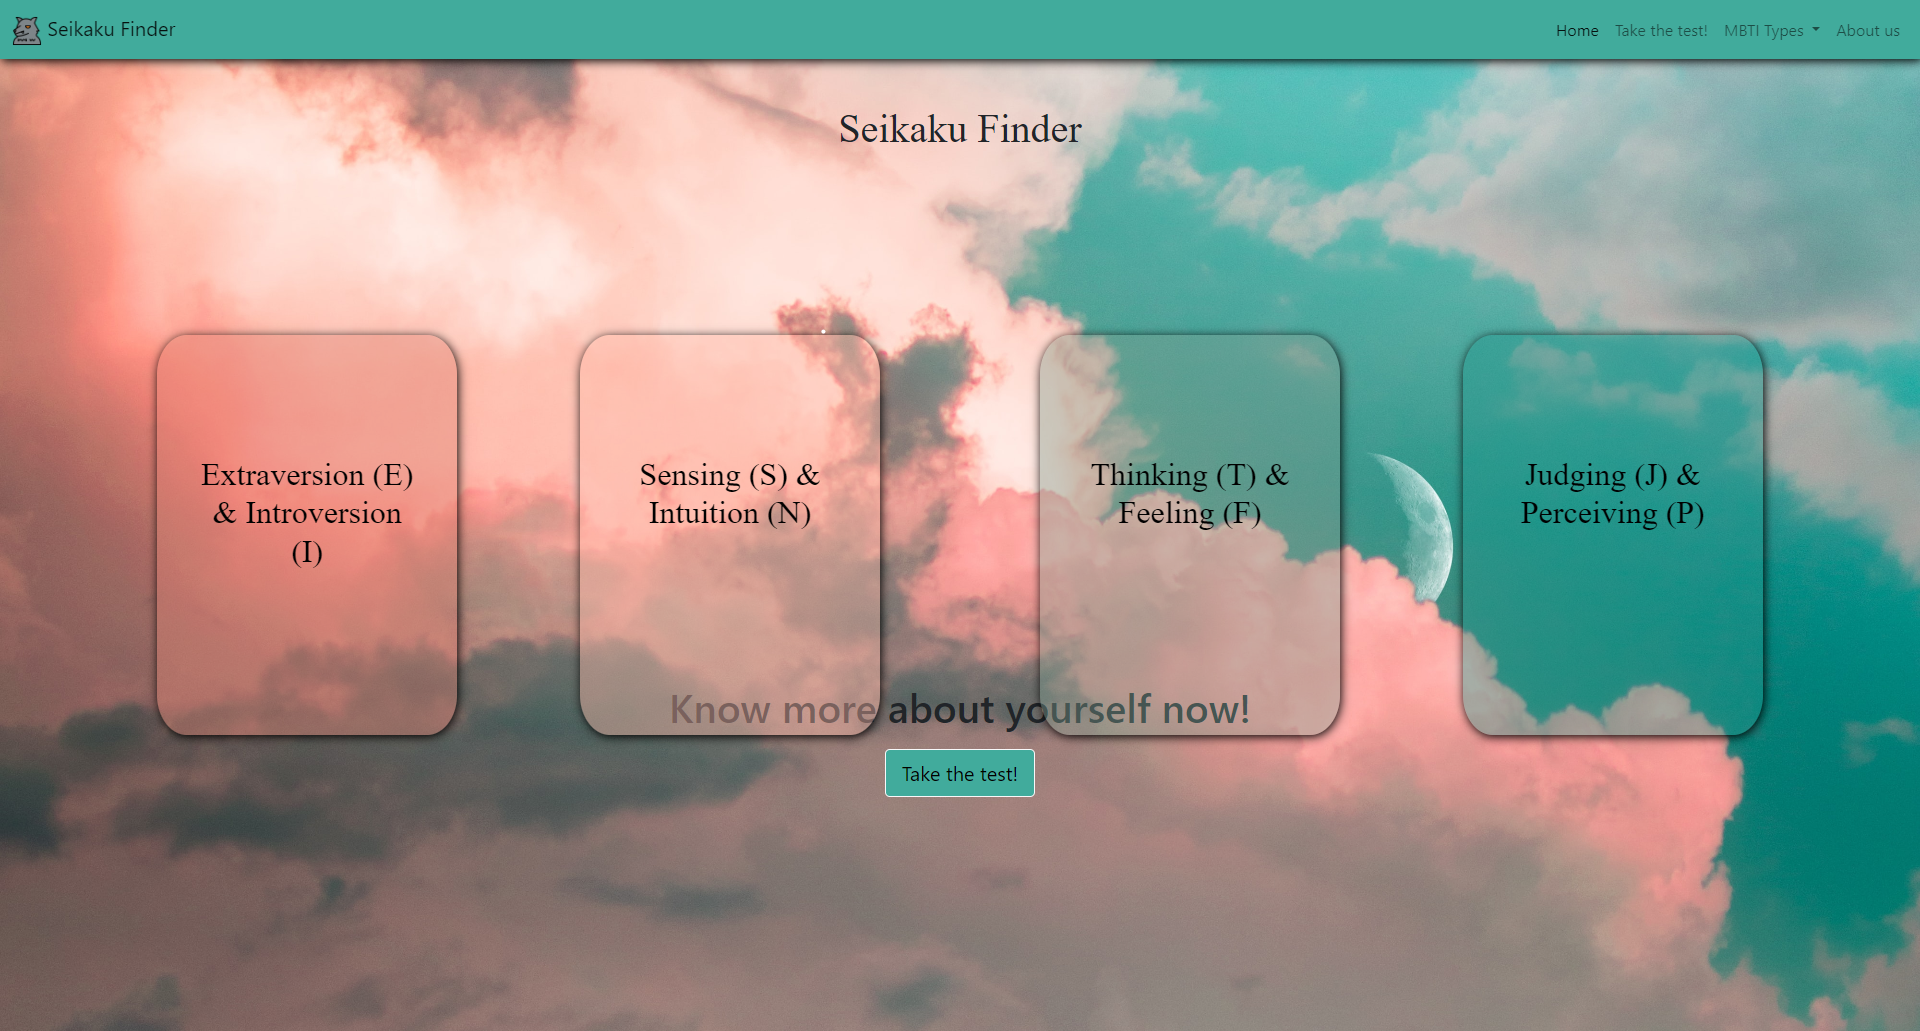 Seikaku Finder
Home
Take the test!
MBTI Types
About us
Seikaku Finder
Extraversion (E)
& Introversion
(I)
Sensing (S) &
Intuition (N)
Thinking (T) &
Feeling (F)
Judging (J) &
Perceiving (P)
Know more about yourself now!
Take the test!